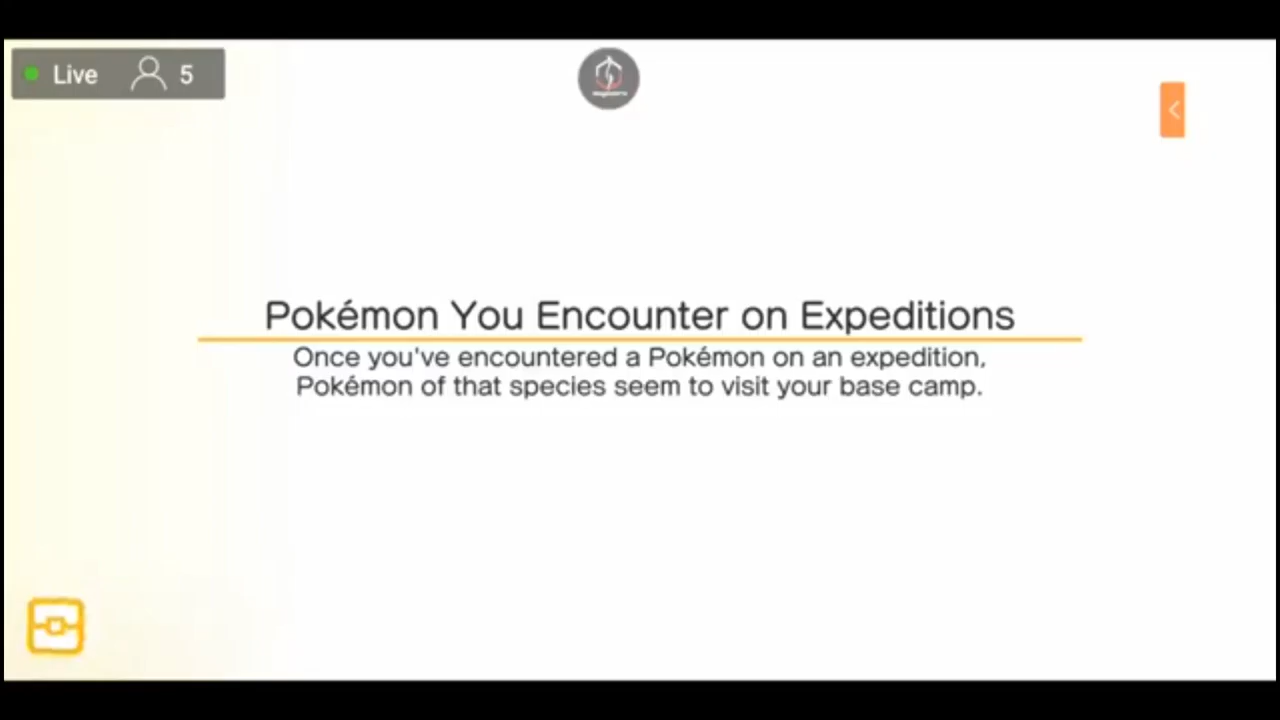 Live 5
Pokémon You Encounter on Expeditions
Once you've encountered a Pokémon on an expedition,
Pokémon of that species seem to visit your base camp.